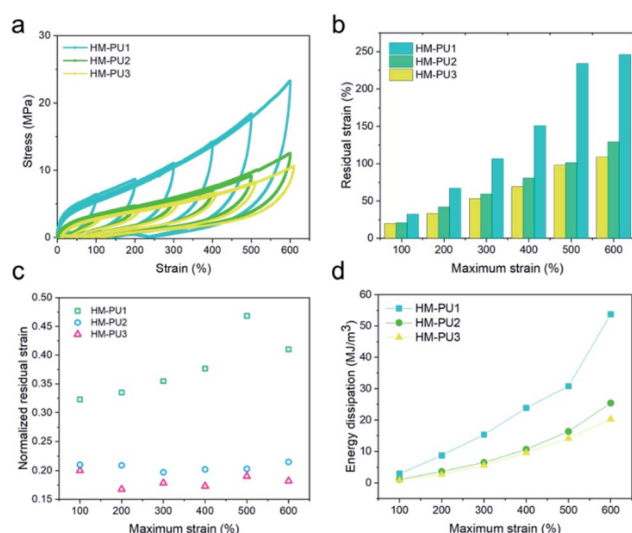 a
30
20
10
0
Stress (MPa)
HM-PU1
HM-PU2
HM-PU3
0 100 200 300 400 500 600
Strain (%)
b
250
200
150
100
50
0
Residual strain (%)
HM-PU1
HM-PU2
HM-PU3
100 200 300 400 500 600
Maximum strain (%)
c
0.50
0.45
0.40
0.35
0.30
0.25
0.20
0.15
Normalized residual strain
HM-PU1
HM-PU2
HM-PU3
100 200 300 400 500 600
Maximum strain (%)
d
60
50
40
30
20
10
0
Energy dissipation (MJ/m³)
HM-PU1
HM-PU2
HM-PU3
100 200 300 400 500 600
Maximum strain (%)